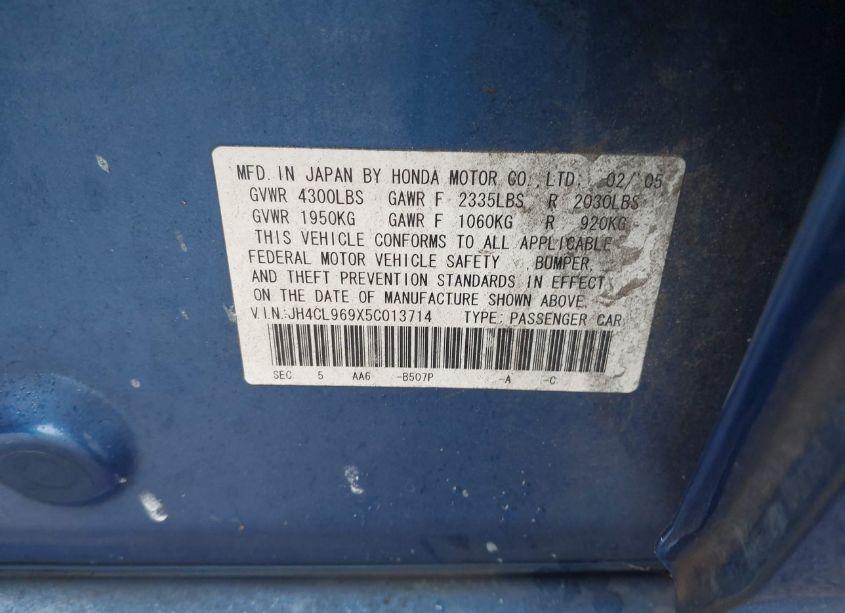 MFD. IN JAPAN BY HONDA MOTOR CO.,LTD. 02/'05
GVWR 4300LBS GAWR F 2335LBS R 2030LBS
GVWR 1950KG GAWR F 1060KG R 920KG
THIS VEHICLE CONFORMS TO ALL APPLICABLE
FEDERAL MOTOR VEHICLE SAFETY , BUMPER,
AND THEFT PREVENTION STANDARDS IN EFFECT
ON THE DATE OF MANUFACTURE SHOWN ABOVE.
V.I.N.:JH4CL969X5C013714 TYPE: PASSENGER CAR
SEC 5 AA6 -B507P -A -C